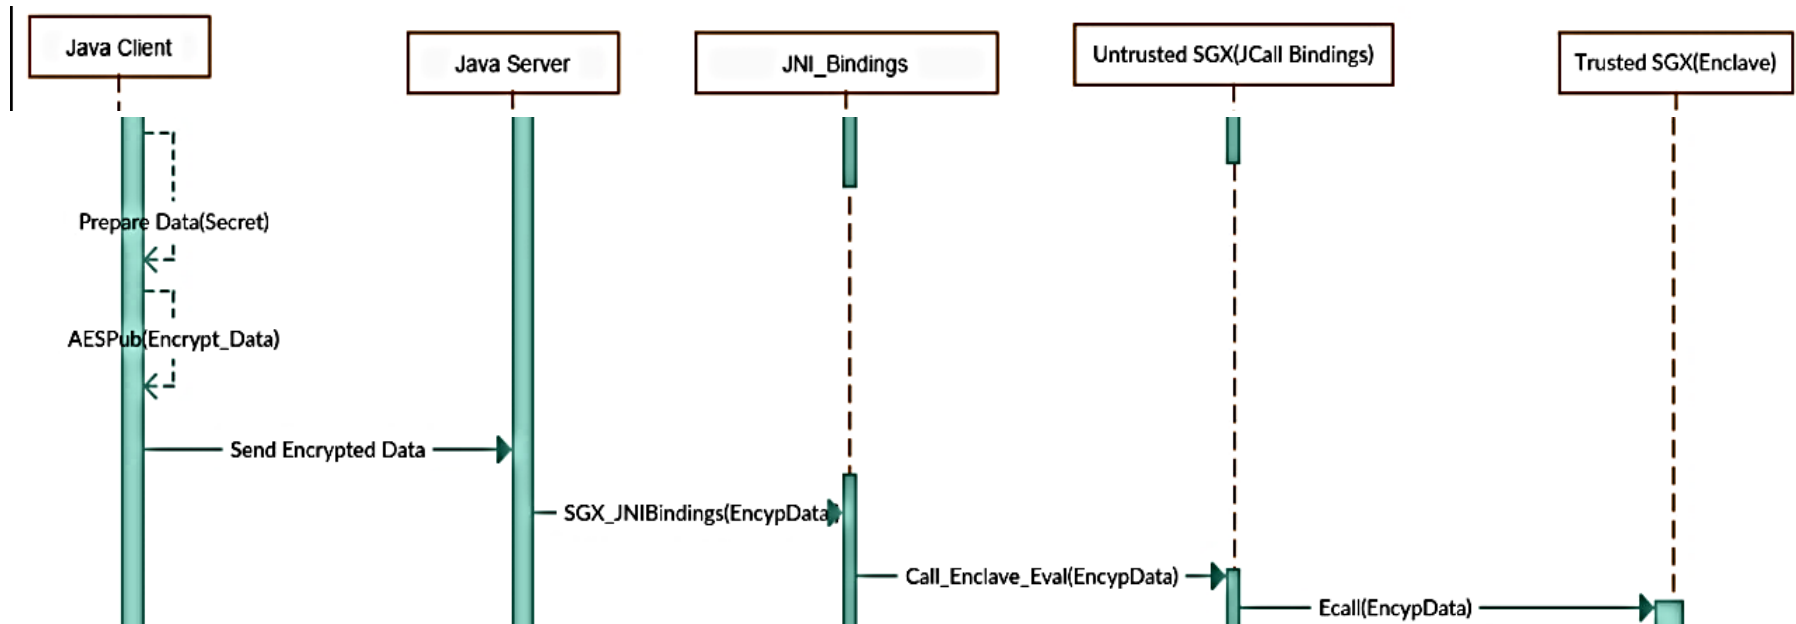 Java Client
Java Server
JNI_Bindings
Untrusted SGX(JCall Bindings)
Trusted SGX(Enclave)
Prepare Data(Secret)
AESPub(Encrypt_Data)
Send Encrypted Data
SGX_JNIBindings(EncypData)
Call_Enclave_Eval(EncypData)
Ecall(EncypData)